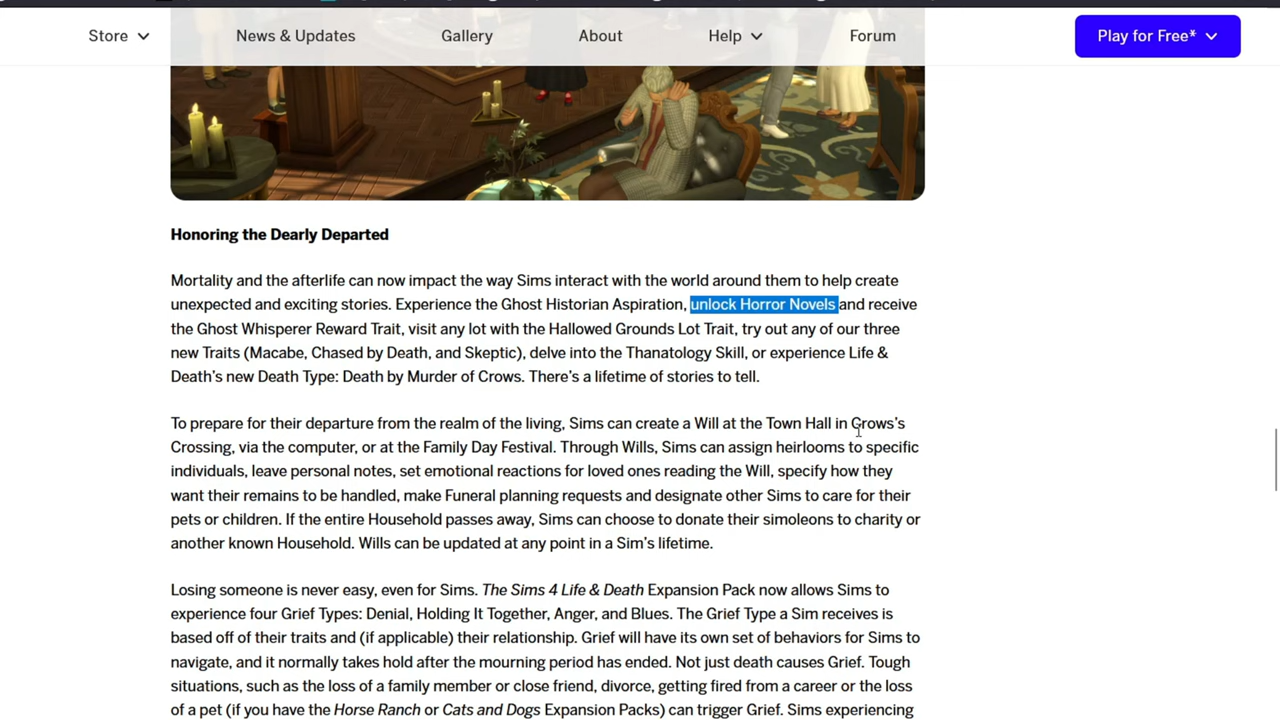 Store News & Updates Gallery About Help Forum Play for Free*
Honoring the Dearly Departed
Mortality and the afterlife can now impact the way Sims interact with the world around them to help create
unexpected and exciting stories. Experience the Ghost Historian Aspiration, unlock Horror Novels and receive
the Ghost Whisperer Reward Trait, visit any lot with the Hallowed Grounds Lot Trait, try out any of our three
new Traits (Macabe, Chased by Death, and Skeptic), delve into the Thanatology Skill, or experience Life &
Death's new Death Type: Death by Murder of Crows. There's a lifetime of stories to tell.
To prepare for their departure from the realm of the living, Sims can create a Will at the Town Hall in Crows's
Crossing, via the computer, or at the Family Day Festival. Through Wills, Sims can assign heirlooms to specific
individuals, leave personal notes, set emotional reactions for loved ones reading the Will, specify how they
want their remains to be handled, make Funeral planning requests and designate other Sims to care for their
pets or children. If the entire Household passes away, Sims can choose to donate their simoleons to charity or
another known Household. Wills can be updated at any point in a Sim's lifetime.
Losing someone is never easy, even for Sims. The Sims 4 Life & Death Expansion Pack now allows Sims to
experience four Grief Types: Denial, Holding It Together, Anger, and Blues. The Grief Type a Sim receives is
based off of their traits and (if applicable) their relationship. Grief will have its own set of behaviors for Sims to
navigate, and it normally takes hold after the mourning period has ended. Not just death causes Grief. Tough
situations, such as the loss of a family member or close friend, divorce, getting fired from a career or the loss
of a pet (if you have the Horse Ranch or Cats and Dogs Expansion Packs) can trigger Grief. Sims experiencing